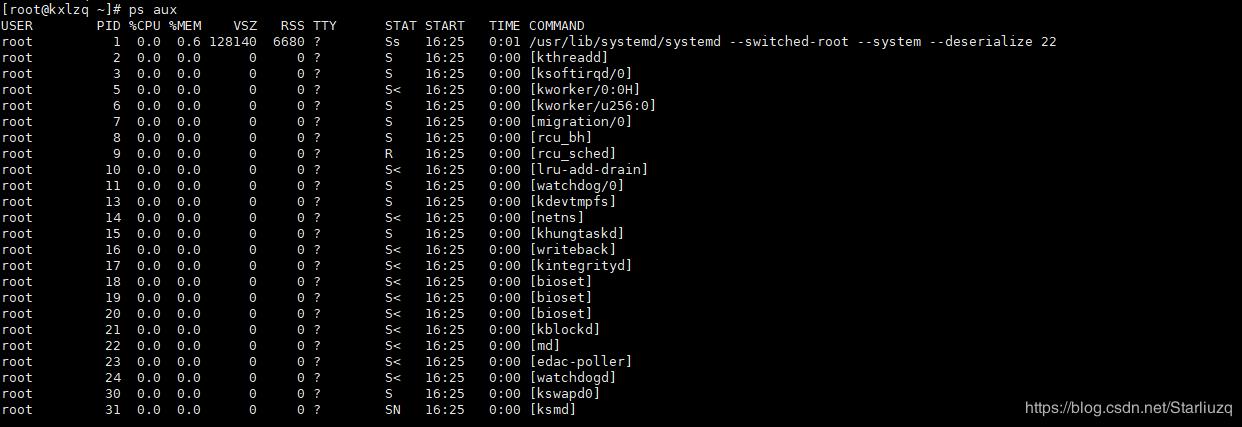 [root@kxlzq ~]# ps aux
USER        PID %CPU %MEM    VSZ   RSS TTY      STAT START   TIME COMMAND
root          1  0.0  0.6 128140  6680 ?        Ss   16:25   0:01 /usr/lib/systemd/systemd --switched-root --system --deserialize 22
root          2  0.0  0.0      0     0 ?        S    16:25   0:00 [kthreadd]
root          3  0.0  0.0      0     0 ?        S    16:25   0:00 [ksoftirqd/0]
root          5  0.0  0.0      0     0 ?        S<   16:25   0:00 [kworker/0:0H]
root          6  0.0  0.0      0     0 ?        S    16:25   0:00 [kworker/u256:0]
root          7  0.0  0.0      0     0 ?        S    16:25   0:00 [migration/0]
root          8  0.0  0.0      0     0 ?        S    16:25   0:00 [rcu_bh]
root          9  0.0  0.0      0     0 ?        R    16:25   0:00 [rcu_sched]
root         10  0.0  0.0      0     0 ?        S<   16:25   0:00 [lru-add-drain]
root         11  0.0  0.0      0     0 ?        S    16:25   0:00 [watchdog/0]
root         13  0.0  0.0      0     0 ?        S    16:25   0:00 [kdevtmpfs]
root         14  0.0  0.0      0     0 ?        S<   16:25   0:00 [netns]
root         15  0.0  0.0      0     0 ?        S    16:25   0:00 [khungtaskd]
root         16  0.0  0.0      0     0 ?        S<   16:25   0:00 [writeback]
root         17  0.0  0.0      0     0 ?        S<   16:25   0:00 [kintegrityd]
root         18  0.0  0.0      0     0 ?        S<   16:25   0:00 [bioset]
root         19  0.0  0.0      0     0 ?        S<   16:25   0:00 [bioset]
root         20  0.0  0.0      0     0 ?        S<   16:25   0:00 [bioset]
root         21  0.0  0.0      0     0 ?        S<   16:25   0:00 [kblockd]
root         22  0.0  0.0      0     0 ?        S<   16:25   0:00 [md]
root         23  0.0  0.0      0     0 ?        S<   16:25   0:00 [edac-poller]
root         24  0.0  0.0      0     0 ?        S<   16:25   0:00 [watchdogd]
root         30  0.0  0.0      0     0 ?        S    16:25   0:00 [kswapd0]
root         31  0.0  0.0      0     0 ?        SN   16:25   0:00 [ksmd]
https://blog.csdn.net/Starliuzq